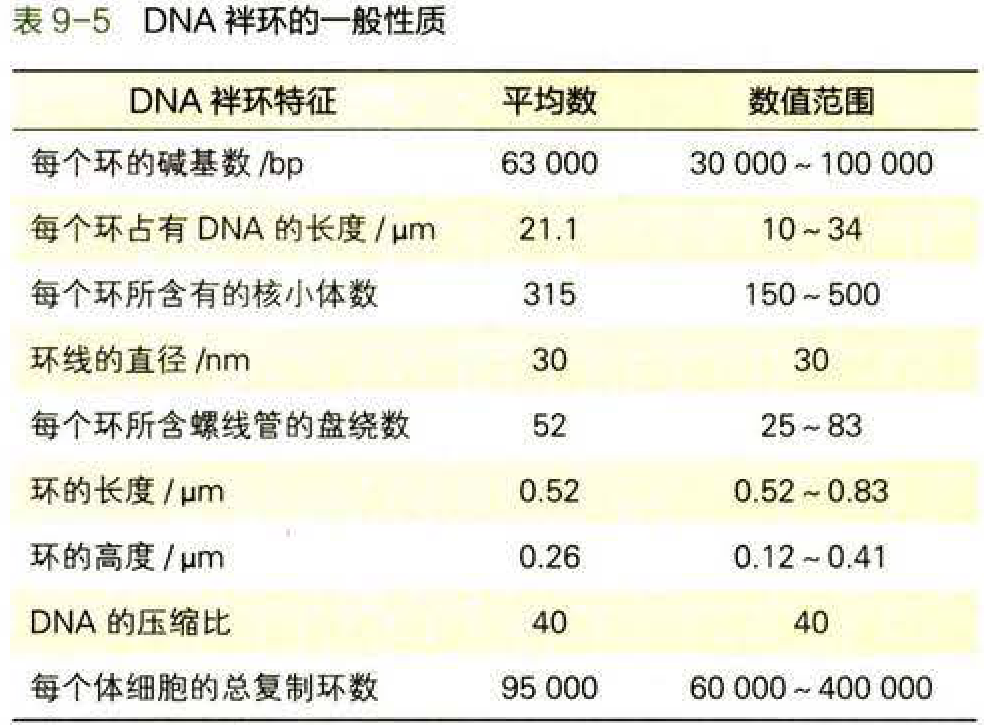 表 9-5 DNA 袢环的一般性质
DNA 袢环特征 平均数 数值范围
每个环的碱基数 /bp 63 000 30 000 ~ 100 000
每个环占有 DNA 的长度 / μm 21.1 10 ~ 34
每个环所含有的核小体数 315 150 ~ 500
环线的直径 /nm 30 30
每个环所含螺线管的盘绕数 52 25 ~ 83
环的长度 / μm 0.52 0.52 ~ 0.83
环的高度 / μm 0.26 0.12 ~ 0.41
DNA 的压缩比 40 40
每个体细胞的总复制环数 95 000 60 000 ~ 400 000